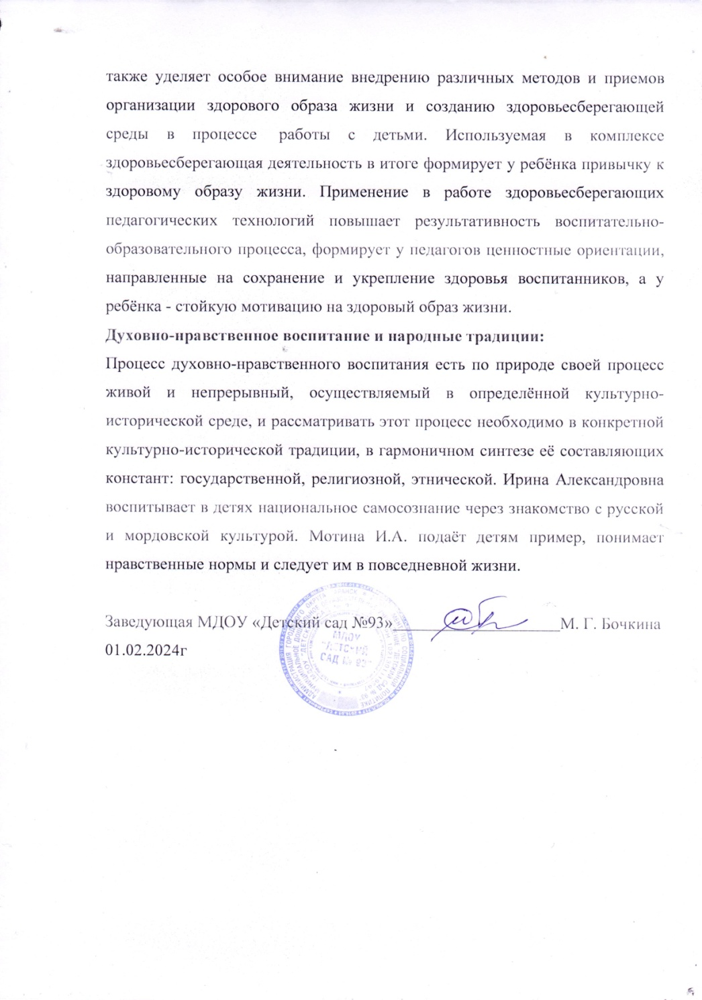 также уделяет особое внимание внедрению различных методов и приемов
организации здорового образа жизни и созданию здоровьесберегающей
среды в процессе работы с детьми. Используемая в комплексе
здоровьесберегающая деятельность в итоге формирует у ребёнка привычку к
здоровому образу жизни. Применение в работе здоровьесберегающих
педагогических технологий повышает результативность воспитательно-
образовательного процесса, формирует у педагогов ценностные ориентации,
направленные на сохранение и укрепление здоровья воспитанников, а у
ребёнка - стойкую мотивацию на здоровый образ жизни.
Духовно-нравственное воспитание и народные традиции:
Процесс духовно-нравственного воспитания есть по природе своей процесс
живой и непрерывный, осуществляемый в определённой культурно-
исторической среде, и рассматривать этот процесс необходимо в конкретной
культурно-исторической традиции, в гармоничном синтезе её составляющих
констант: государственной, религиозной, этнической. Ирина Александровна
воспитывает в детях национальное самосознание через знакомство с русской
и мордовской культурой. Мотина И.А. подаёт детям пример, понимает
нравственные нормы и следует им в повседневной жизни.
Заведующая МДОУ «Детский сад №93»____________________М. Г. Бочкина
01.02.2024г
МДОУ
"ДЕТСКИЙ
САД № 93"